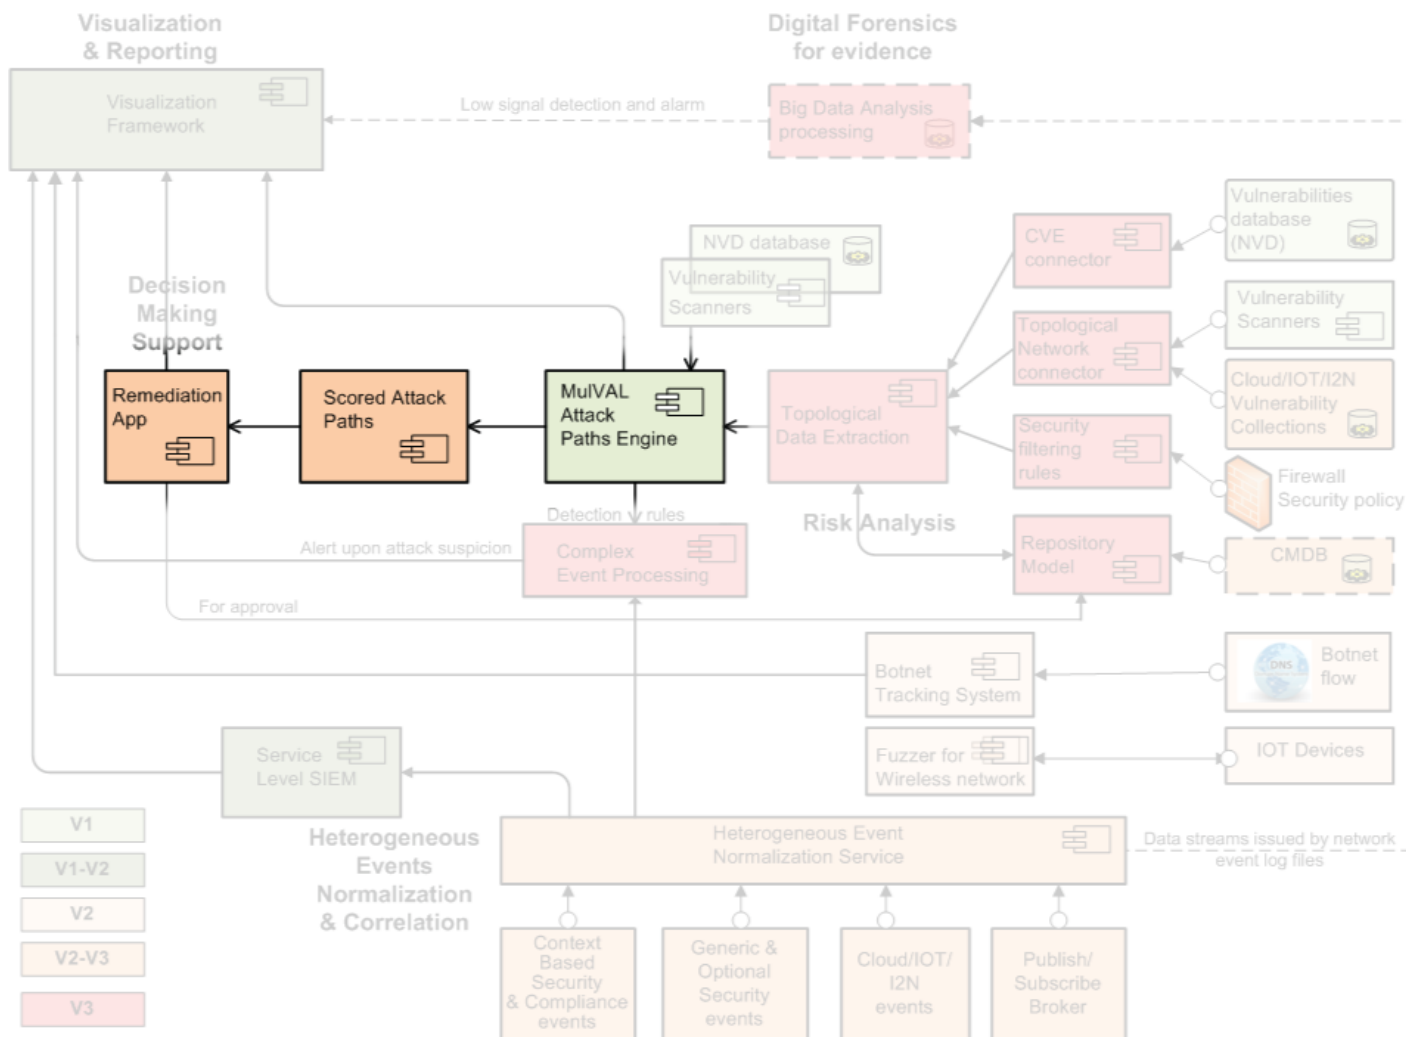 Visualization
& Reporting
Digital Forensics
for evidence
Visualization
Framework
Low signal detection and alarm
Big Data Analysis
processing
Vulnerabilities
database
(NVD)
CVE
connector
NVD database
Vulnerability
Scanners
Vulnerability
Scanners
Decision
Making
Support
Topological
Network
connector
Cloud/IOT/I2N
Vulnerability
Collections
Remediation
App
Scored Attack
Paths
MulVAL
Attack
Paths Engine
Topological
Data Extraction
Security
filtering
rules
Firewall
Security policy
Detection rules
Risk Analysis
Alert upon attack suspicion
Complex
Event Processing
Repository
Model
CMDB
For approval
Botnet
Tracking System
DNS
Botnet
flow
Service
Level SIEM
Fuzzer for
Wireless network
IOT Devices
V1
V1-V2
V2
V2-V3
V3
Heterogeneous
Events
Normalization
& Correlation
Heterogeneous Event
Normalization Service
Data streams issued by network
event log files
Context
Based
Security
& Compliance
events
Generic &
Optional
Security
events
Cloud/IOT/
I2N
events
Publish/
Subscribe
Broker